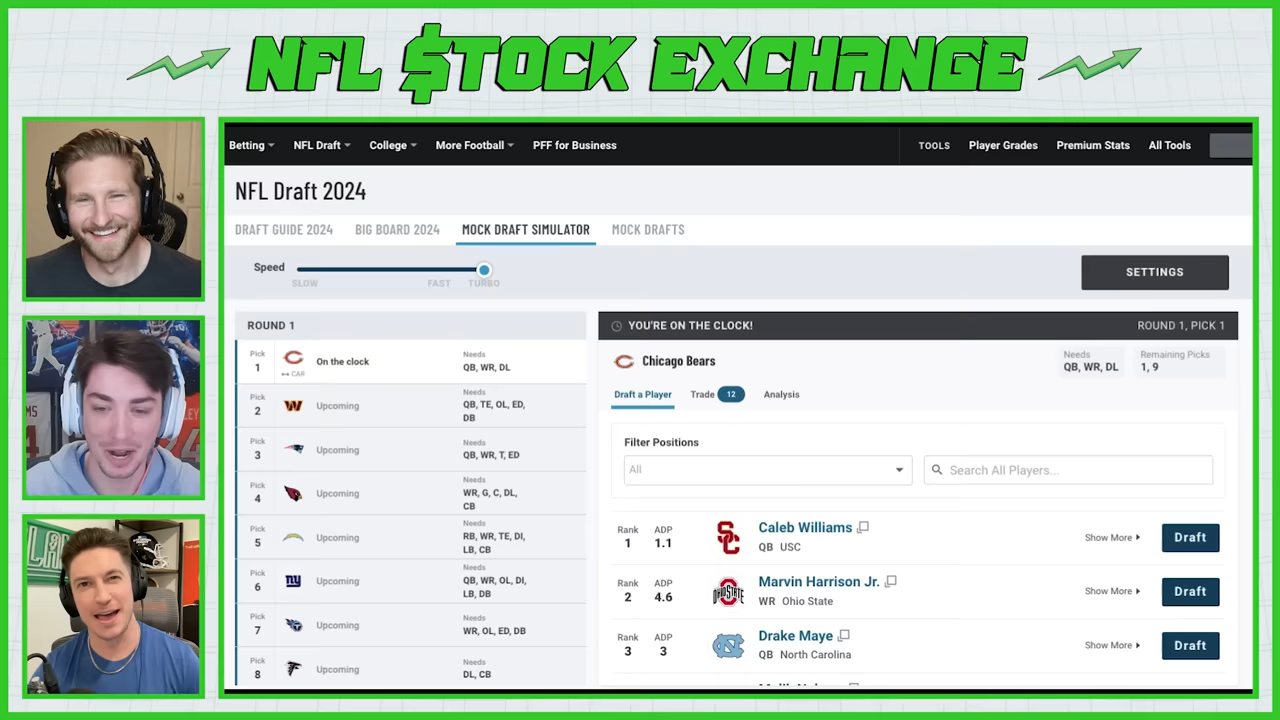 NFL $TOCK EXCHANGE
Betting NFL Draft College More Football PFF for Business TOOLS Player Grades Premium Stats All Tools
NFL Draft 2024
DRAFT GUIDE 2024 BIG BOARD 2024 MOCK DRAFT SIMULATOR MOCK DRAFTS
Speed
SLOW FAST TURBO
SETTINGS
ROUND 1
Pick 1 On the clock Needs
QB, WR, DL
CAR
Pick 2 Upcoming Needs
QB, TE, OL, ED,
DB
Pick 3 Upcoming Needs
QB, WR, T, ED
Pick 4 Upcoming Needs
WR, G, C, DL,
CB
Pick 5 Upcoming Needs
RB, WR, TE, DI,
LB, CB
Pick 6 Upcoming Needs
QB, WR, OL, DI,
LB, DB
Pick 7 Upcoming Needs
WR, OL, ED, DB
Pick 8 Upcoming Needs
DL, CB
YOU'RE ON THE CLOCK! ROUND 1, PICK 1
Chicago Bears
Needs
QB, WR, DL
Remaining Picks
1, 9
Draft a Player Trade 12 Analysis
Filter Positions
All
Search All Players...
Rank ADP
1 1.1
Caleb Williams
QB USC
Show More Draft
Rank ADP
2 4.6
OHIO STATE
Marvin Harrison Jr.
WR Ohio State
Show More Draft
Rank ADP
3 3
Drake Maye
QB North Carolina
Show More Draft